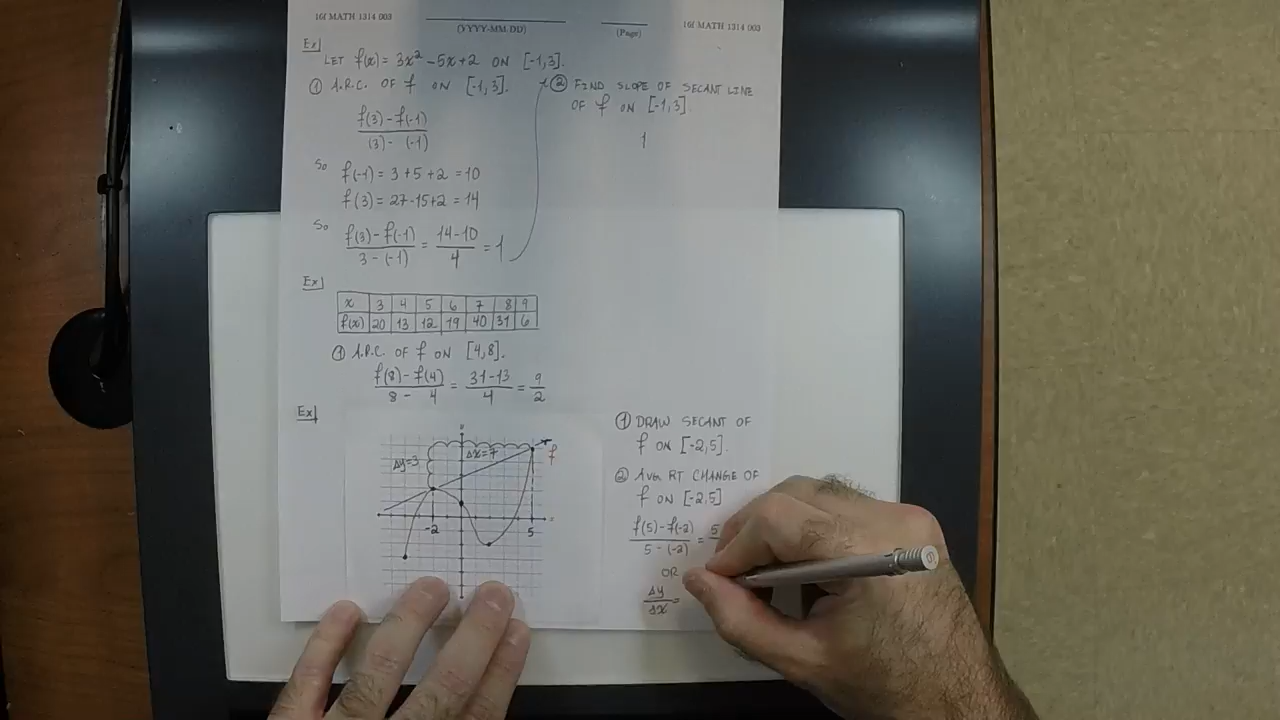 161 MATH 1314 003
(YYYY-MM-DD)
(Page)
161 MATH 1314 003
Ex
LET f(x) = 3x² - 5x + 2 ON [-1,3].
① A.R.C. OF f ON [-1,3].
f(3) - f(-1)
(3) - (-1)
So
f(-1) = 3 + 5 + 2 = 10
f(3) = 27 - 15 + 2 = 14
So
f(3) - f(-1) = 14 - 10 = 1
3 - (-1) 4
② FIND SLOPE OF SECANT LINE
OF f ON [-1,3].
1
Ex
x 3 4 5 6 7 8 9
f(x) 20 13 12 19 40 31 6
① A.R.C. OF f ON [4,8].
f(8) - f(4) = 31 - 13 = 9
8 - 4 4 2
Ex
Δy=3
Δx=7
f
-2
5
① DRAW SECANT OF
f ON [-2,5].
② AVG RT CHANGE OF
f ON [-2,5]
f(5) - f(-2) = 5
5 - (-2)
OR
Δy =
Δx